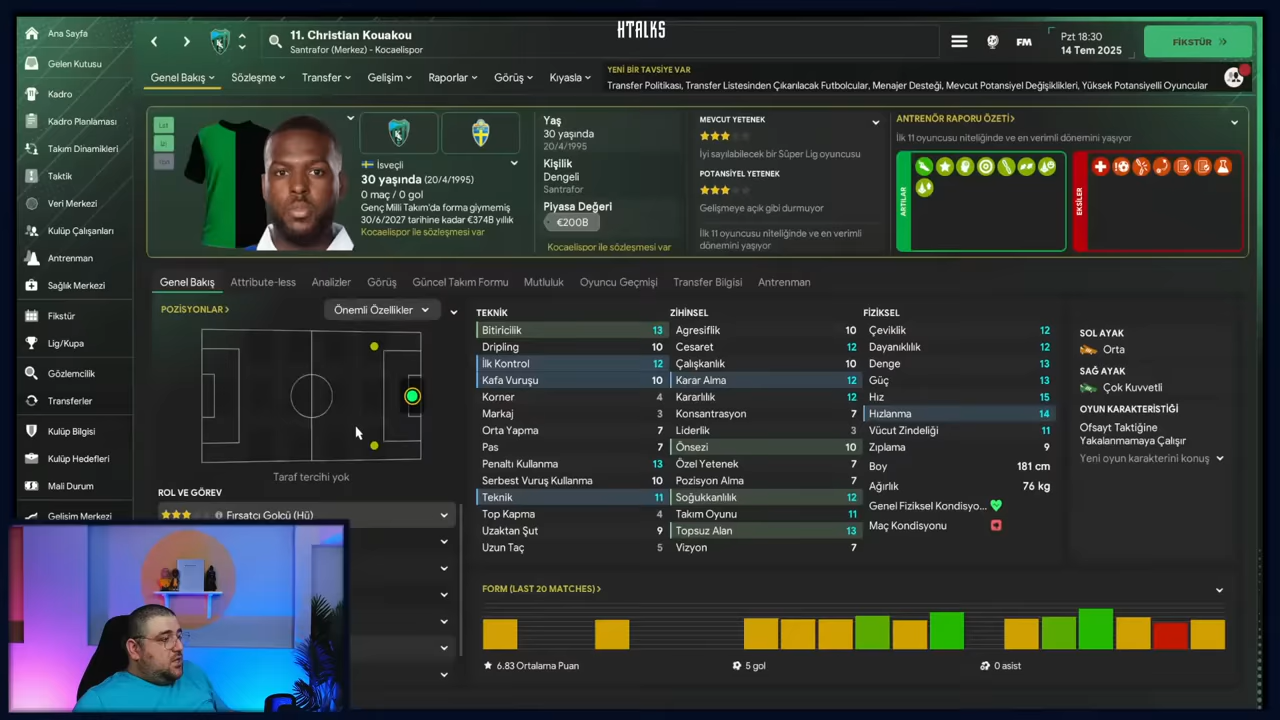 HTALKS
Ana Sayfa
Gelen Kutusu
Kadro
Kadro Planlaması
Takım Dinamikleri
Taktik
Veri Merkezi
Kulüp Çalışanları
Antrenman
Sağlık Merkezi
Fikstür
Lig/Kupa
Gözlemcilik
Transferler
Kulüp Bilgisi
Kulüp Hedefleri
Mali Durum
Gelişim Merkezi
11. Christian Kouakou
Santrafor (Merkez) - Kocaelispor
FM
Pzt 18:30
14 Tem 2025
FİKSTÜR
Genel Bakış
Sözleşme
Transfer
Gelişim
Raporlar
Görüş
Kıyasla
YENİ BİR TAVSİYE VAR
Transfer Politikası, Transfer Listesinden Çıkarılacak Futbolcular, Menajer Desteği, Mevcut Potansiyel Değişiklikleri, Yüksek Potansiyelli Oyuncular
İsveçli
30 yaşında (20/4/1995)
0 maç / 0 gol
Genç Milli Takım'da forma giymemiş
30/6/2027 tarihine kadar €374B yıllık
Kocaelispor ile sözleşmesi var
Yaş
30 yaşında
20/4/1995
Kişilik
Dengeli
Santrafor
Piyasa Değeri
€200B
Kocaelispor ile sözleşmesi var
MEVCUT YETENEK
İyi sayılabilecek bir Süper Lig oyuncusu
POTANSİYEL YETENEK
Gelişmeye açık gibi durmuyor
İlk 11 oyuncusu niteliğinde ve en verimli
dönemini yaşıyor
ANTRENÖR RAPORU ÖZETİ
İlk 11 oyuncusu niteliğinde ve en verimli dönemini yaşıyor
ARTILAR
EKSİLER
Genel Bakış
Attribute-less
Analizler
Görüş
Güncel Takım Formu
Mutluluk
Oyuncu Geçmişi
Transfer Bilgisi
Antrenman
POZİSYONLAR
Önemli Özellikler
Taraf tercihi yok
ROL VE GÖREV
Fırsatçı Golcü (Hü)
TEKNİK
Bitiricilik 13
Dripling 10
İlk Kontrol 12
Kafa Vuruşu 10
Korner 4
Markaj 3
Orta Yapma 7
Pas 7
Penaltı Kullanma 13
Serbest Vuruş Kullanma 10
Teknik 11
Top Kapma 4
Uzaktan Şut 9
Uzun Taç 5
ZİHİNSEL
Agresiflik 10
Cesaret 12
Çalışkanlık 10
Karar Alma 12
Kararlılık 12
Konsantrasyon 7
Liderlik 3
Önsezi 10
Özel Yetenek 7
Pozisyon Alma 7
Soğukkanlılık 12
Takım Oyunu 11
Topsuz Alan 13
Vizyon 7
FİZİKSEL
Çeviklik 12
Dayanıklılık 12
Denge 13
Güç 13
Hız 15
Hızlanma 14
Vücut Zindeliği 11
Zıplama 9
Boy 181 cm
Ağırlık 76 kg
Genel Fiziksel Kondisyo...
Maç Kondisyonu
SOL AYAK
Orta
SAĞ AYAK
Çok Kuvvetli
OYUN KARAKTERİSTİĞİ
Ofsayt Taktiğine
Yakalanmamaya Çalışır
Yeni oyun karakterini konuş
FORM (LAST 20 MATCHES)
6.83 Ortalama Puan
5 gol
0 asist